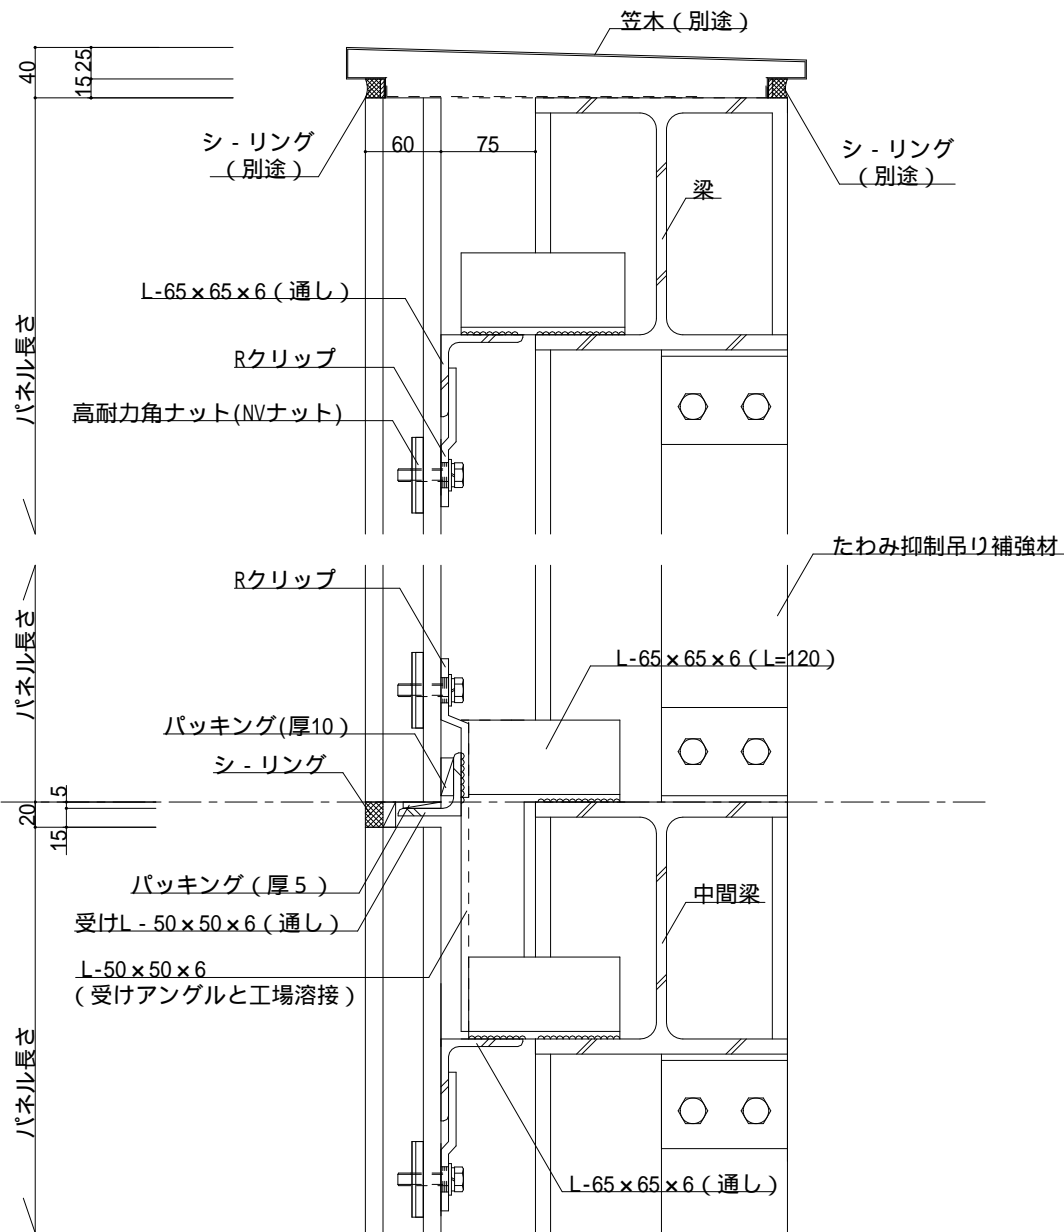 笠木（別途）
40
15 25
シ-リング
（別途）
60
75
シ-リング
（別途）
梁
L-65×65×6（通し）
パネル長さ
Rクリップ
高耐力角ナット(NVナット)
たわみ抑制吊り補強材
Rクリップ
パネル長さ
L-65×65×6（L=120）
パッキング(厚10）
シ-リング
20
5
15
パッキング（厚5）
中間梁
受けL-50×50×6（通し）
L-50×50×6
（受けアングルと工場溶接）
パネル長さ
L-65×65×6（通し）